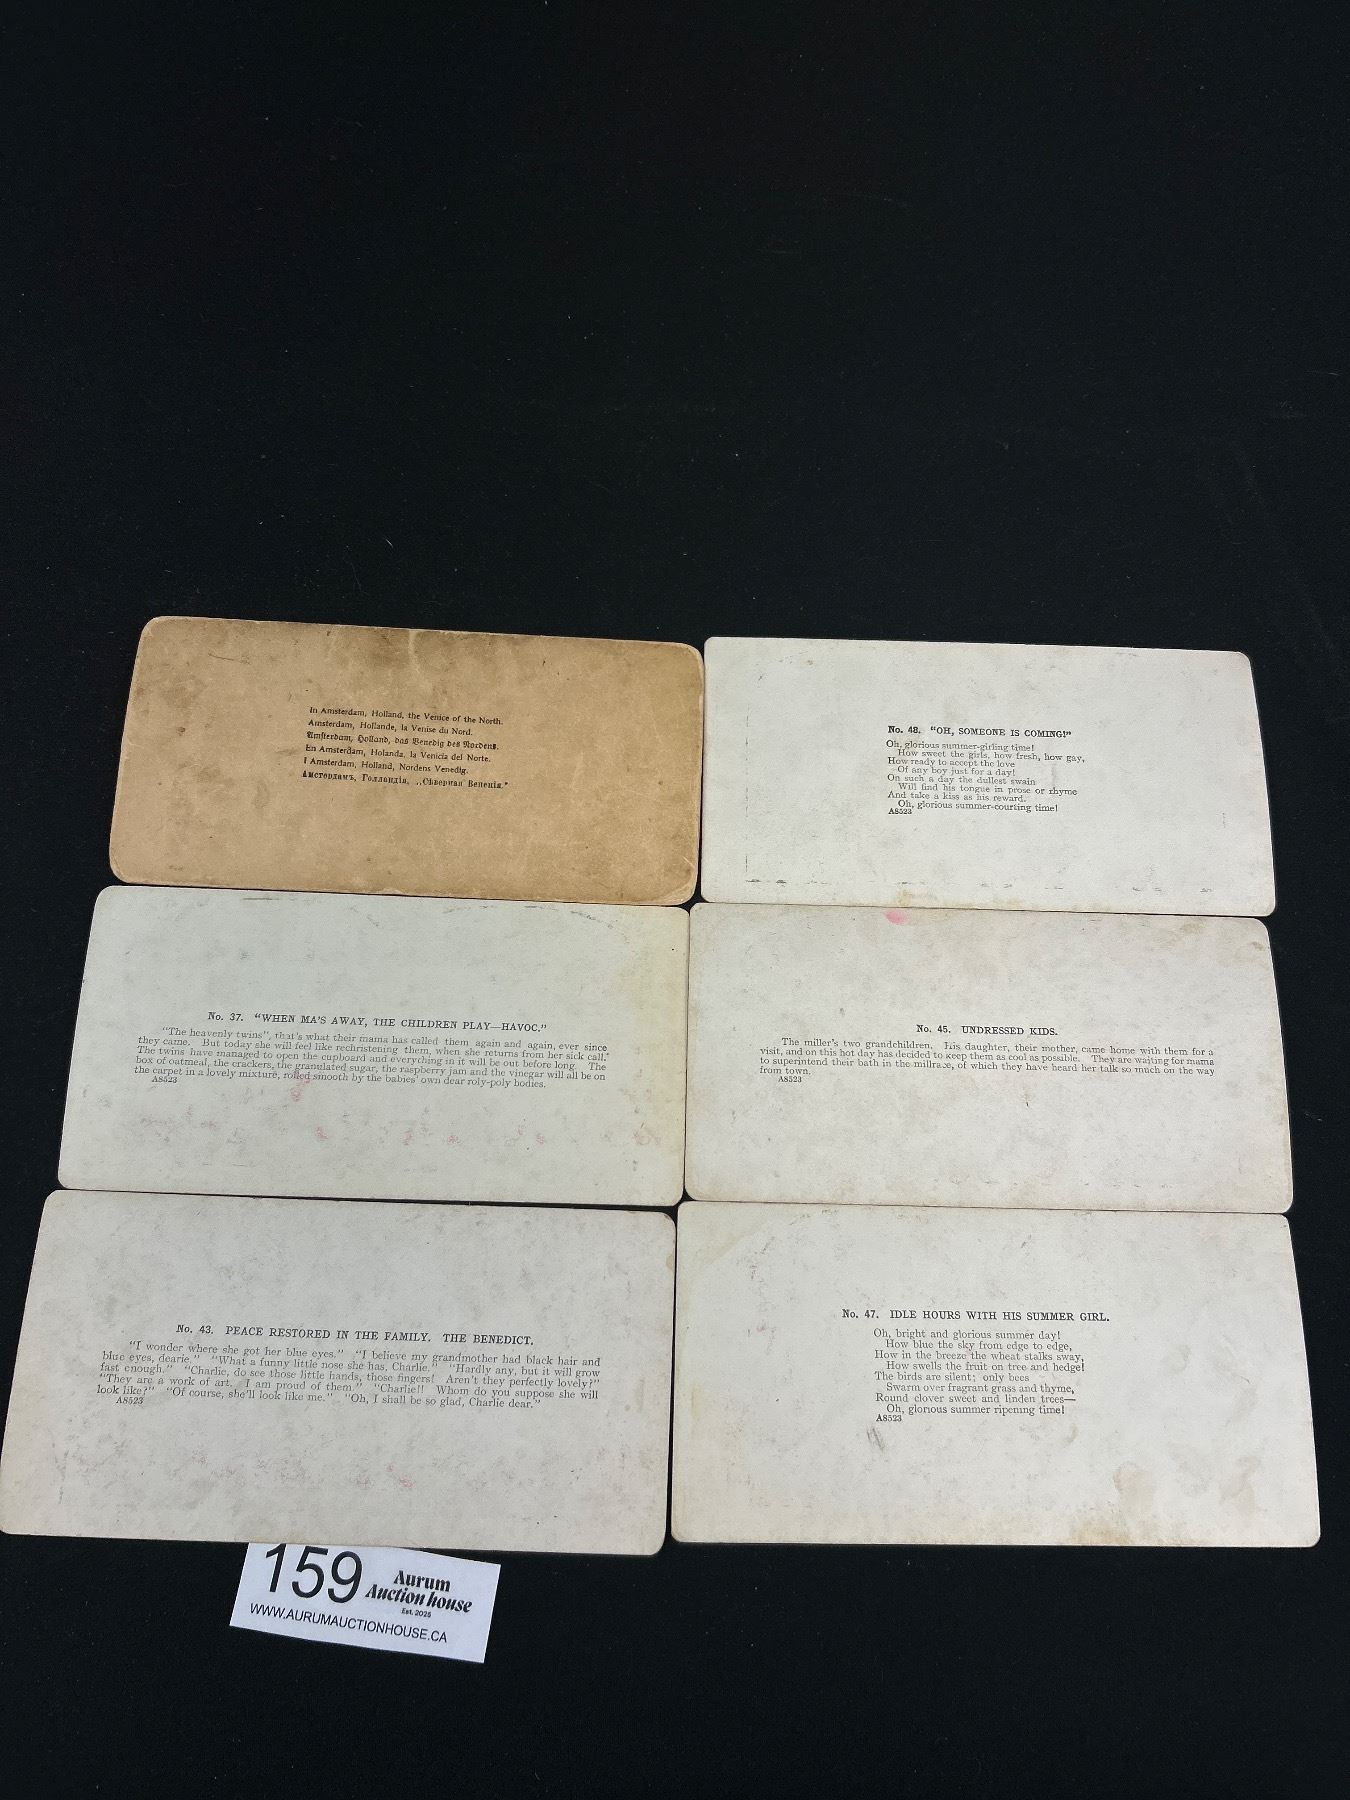 In Amsterdam, Holland, the Venice of the North.
Amsterdam, Hollande, la Venise du Nord.
Amsterdam, Holland, das Venedig des Nordens.
En Amsterdam, Holanda, la Venicia del Norte.
I Amsterdam, Holland, Nordens Venedig.
Амстердамъ, Голландія, „Сѣверная Венеція."
No. 48. "OH, SOMEONE IS COMING!"
Oh, glorious summer-girling time!
How sweet the girls, how fresh, how gay,
How ready to accept the love
Of any boy just for a day!
On such a day the dullest swain
Will find his tongue in prose or rhyme
And take a kiss as his reward.
Oh, glorious summer-courting time!
A8523
No. 37. "WHEN MA'S AWAY, THE CHILDREN PLAY—HAVOC."
"The heavenly twins", that's what their mama has called them again and again, ever since
they came. But today she will feel like rechristening them, when she returns from her sick call.
The twins have managed to open the cupboard and everything in it will be out before long. The
box of oatmeal, the crackers, the granulated sugar, the raspberry jam and the vinegar will all be on
the carpet in a lovely mixture, rolled smooth by the babies' own dear roly-poly bodies.
A8523
No. 45. UNDRESSED KIDS.
The miller's two grandchildren. His daughter, their mother, came home with them for a
visit, and on this hot day has decided to keep them as cool as possible. They are waiting for mama
to superintend their bath in the millrace, of which they have heard her talk so much on the way
from town.
A8523
No. 43. PEACE RESTORED IN THE FAMILY. THE BENEDICT.
"I wonder where she got her blue eyes." "I believe my grandmother had black hair and
blue eyes, dearie." "What a funny little nose she has, Charlie." "Hardly any, but it will grow
fast enough." "Charlie, do see those little hands, those fingers! Aren't they perfectly lovely?"
"They are a work of art. I am proud of them." "Charlie!! Whom do you suppose she will
look like?" "Of course, she'll look like me." "Oh, I shall be so glad, Charlie dear."
A8523
No. 47. IDLE HOURS WITH HIS SUMMER GIRL.
Oh, bright and glorious summer day!
How blue the sky from edge to edge,
How in the breeze the wheat stalks sway,
How swells the fruit on tree and hedge!
The birds are silent; only bees
Swarm over fragrant grass and thyme,
Round clover sweet and linden trees—
Oh, glorious summer ripening time!
A8523
159
Aurum
Auction house
Est. 2025
WWW.AURUMAUCTIONHOUSE.CA